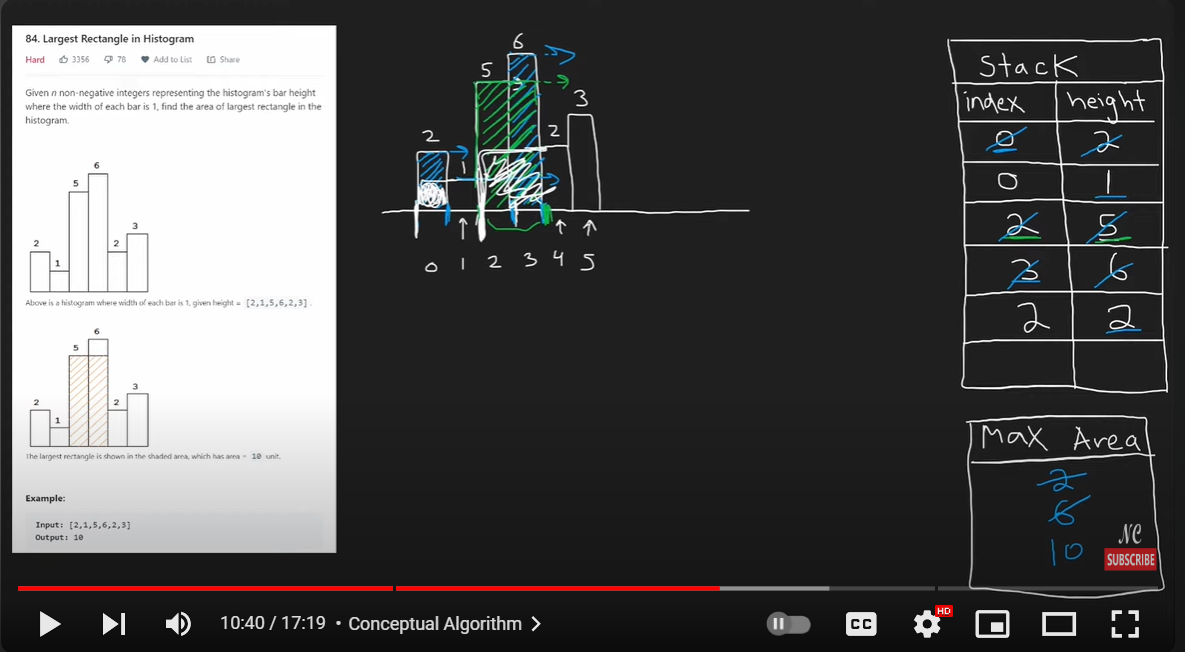 84. Largest Rectangle in Histogram
Hard 3356 78 Add to List Share
Given n non-negative integers representing the histogram's bar height
where the width of each bar is 1, find the area of largest rectangle in the
histogram.
6
5
3
2
2
1
Above is a histogram where width of each bar is 1, given height = [2,1,5,6,2,3].
6
5
3
2
2
1
The largest rectangle is shown in the shaded area, which has area = 10 unit.
Example:
Input: [2,1,5,6,2,3]
Output: 10
6
5
3
2
2
1
0 1 2 3 4 5
Stack
index height
0 2
0 1
2 5
3 6
2 2
Max Area
2
6
10
NC
SUBSCRIBE
10:40 / 17:19 • Conceptual Algorithm
CC
HD